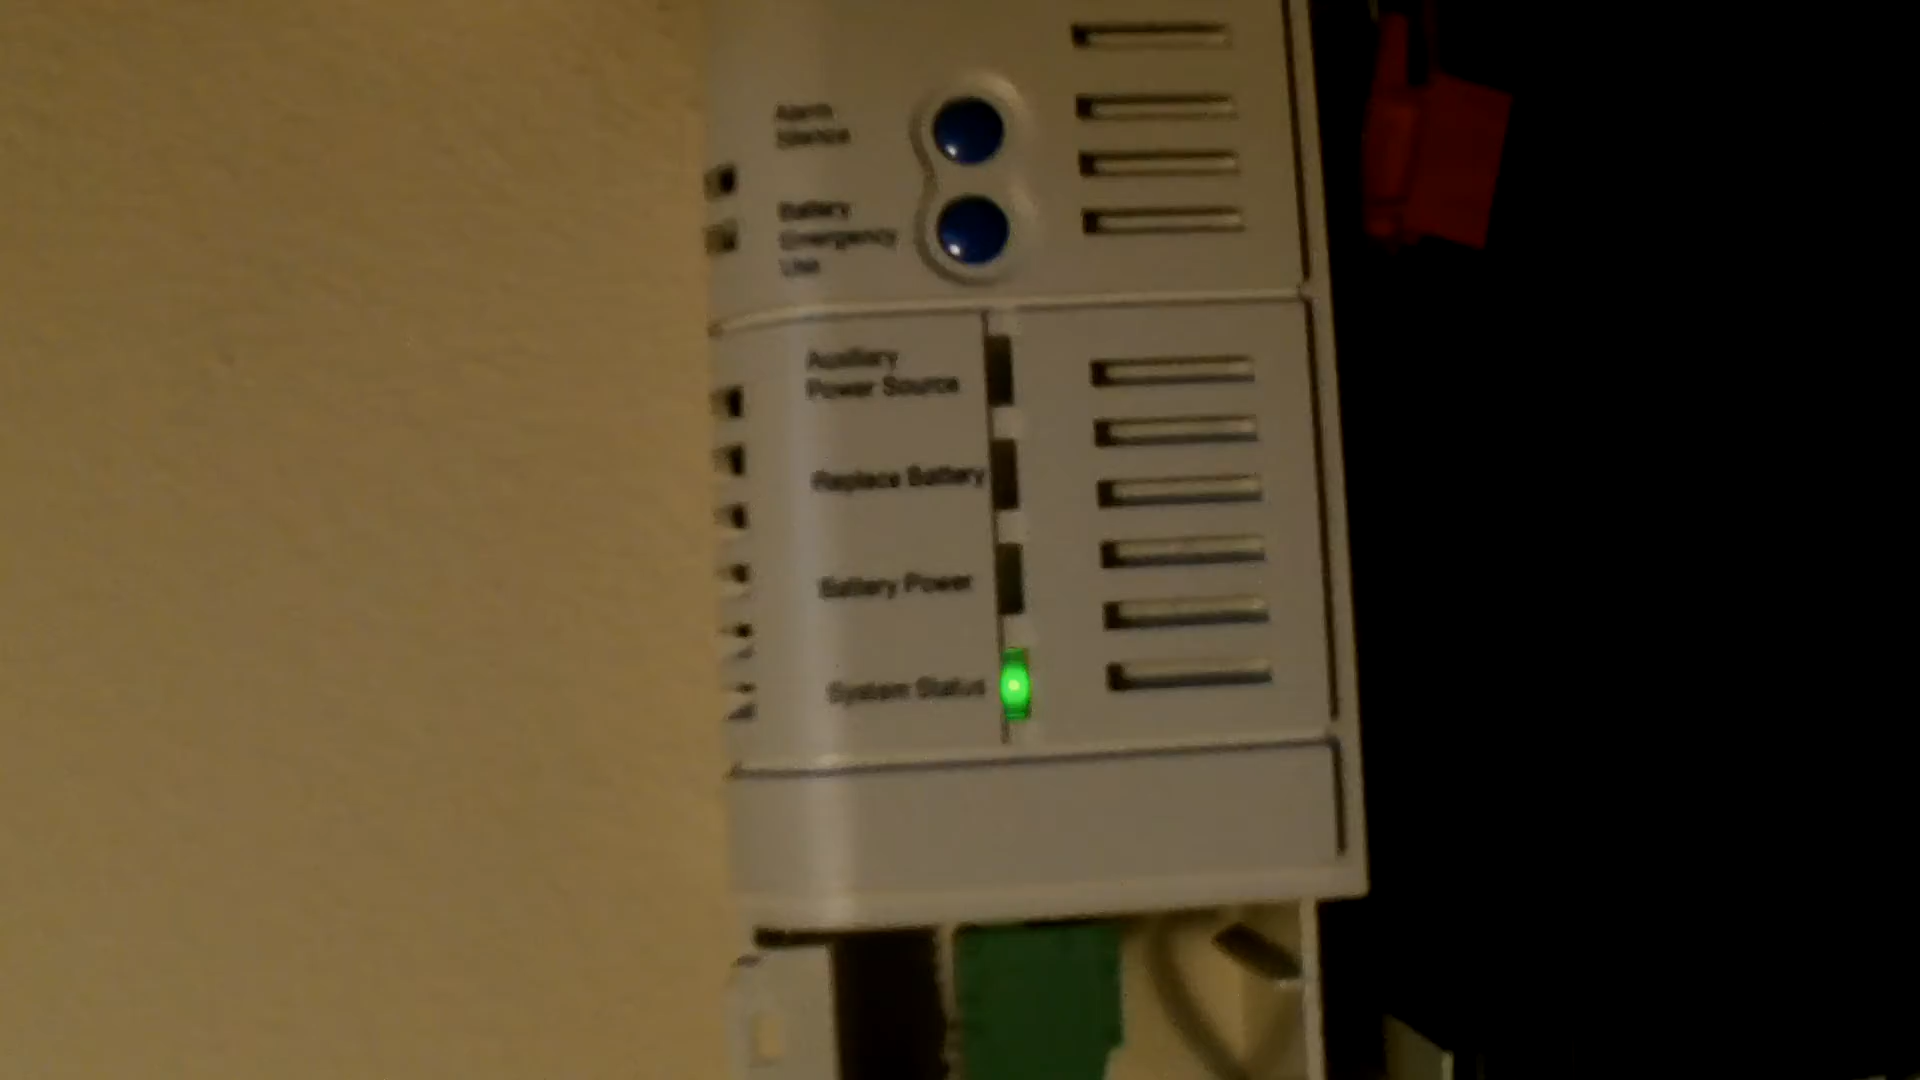 Alarm
Silence
Battery
Emergency
Use
Auxiliary
Power Source
Replace Battery
Battery Power
System Status